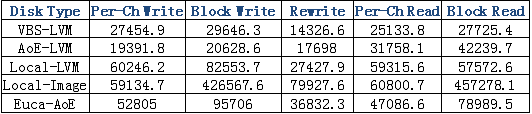 Disk Type Per-Ch Write Block Write Rewrite Per-Ch Read Block Read
VBS-LVM 27454.9 29646.3 14326.6 25133.8 27725.4
AoE-LVM 19391.8 20628.6 17698 31758.1 42239.7
Local-LVM 60246.2 82553.7 27427.9 59315.6 57572.6
Local-Image 59134.7 426567.6 79927.6 60800.7 457278.1
Euca-AoE 52805 95706 36832.3 47086.6 78989.5